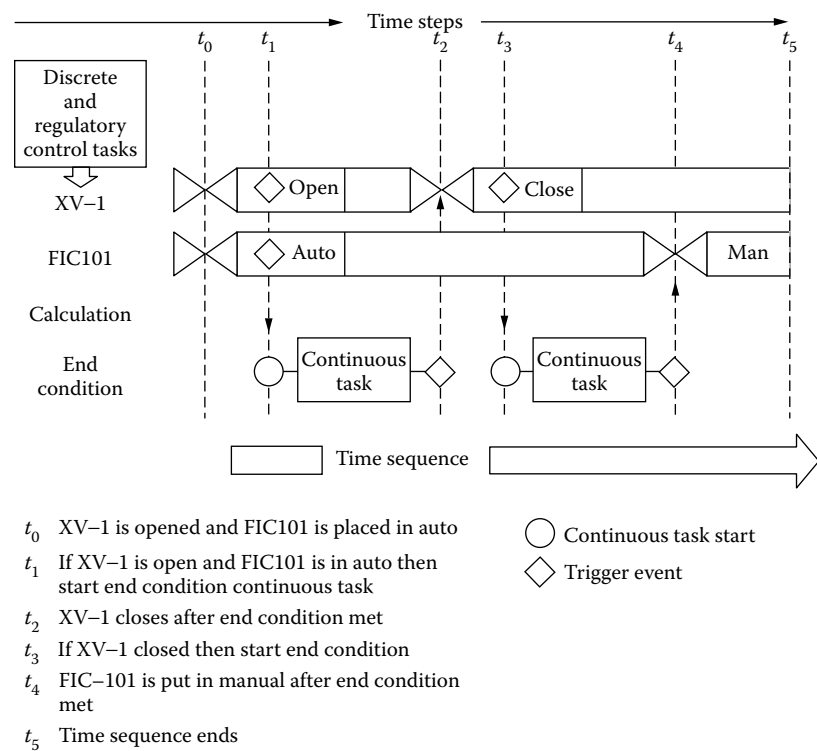 Time steps
t0 t1 t2 t3 t4 t5
Discrete
and
regulatory
control tasks
XV–1
Open
Close
FIC101
Auto
Man
Calculation
End
condition
Continuous
task
Continuous
task
Time sequence
t0 XV–1 is opened and FIC101 is placed in auto
t1 If XV–1 is open and FIC101 is in auto then
start end condition continuous task
t2 XV–1 closes after end condition met
t3 If XV–1 closed then start end condition
t4 FIC–101 is put in manual after end condition
met
t5 Time sequence ends
Continuous task start
Trigger event